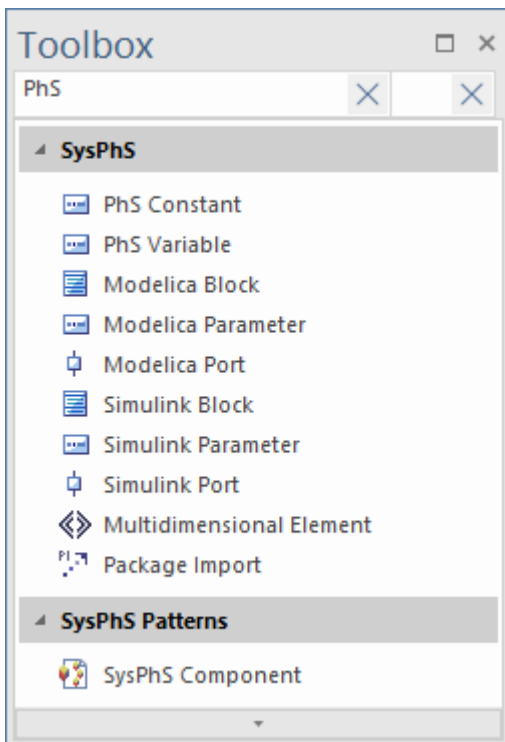 Toolbox
PhS
SysPhS
PhS Constant
PhS Variable
Modelica Block
Modelica Parameter
Modelica Port
Simulink Block
Simulink Parameter
Simulink Port
Multidimensional Element
PI Package Import
SysPhS Patterns
SysPhS Component